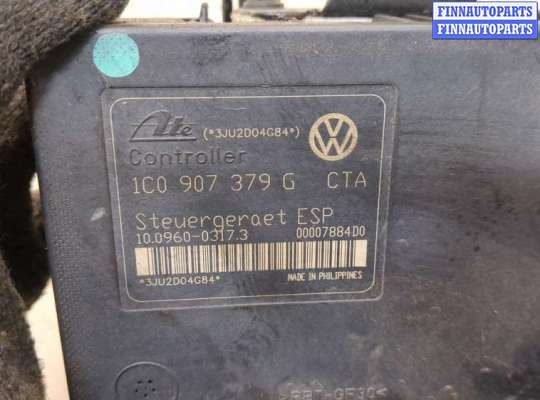 FINNAUTOPARTS
FINNAUTOPARTS.BY
Ate (*3JU2D04G84*)
Controller
1C0 907 379 G CTA
Steuergeraet ESP
10.0960-0317.3 00007884D0
*3JU2D04G84* MADE IN PHILIPPINES